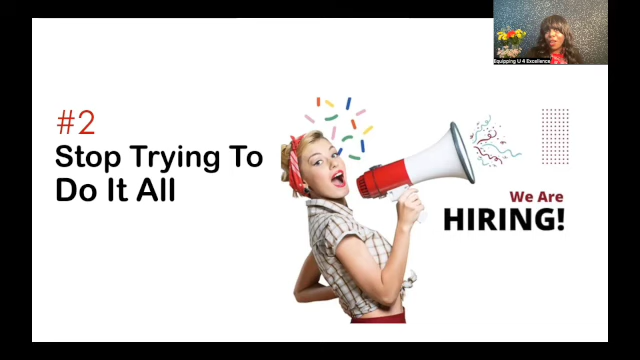 Equipping U 4 Excellence
#2
Stop Trying To
Do It All
We Are
HIRING!